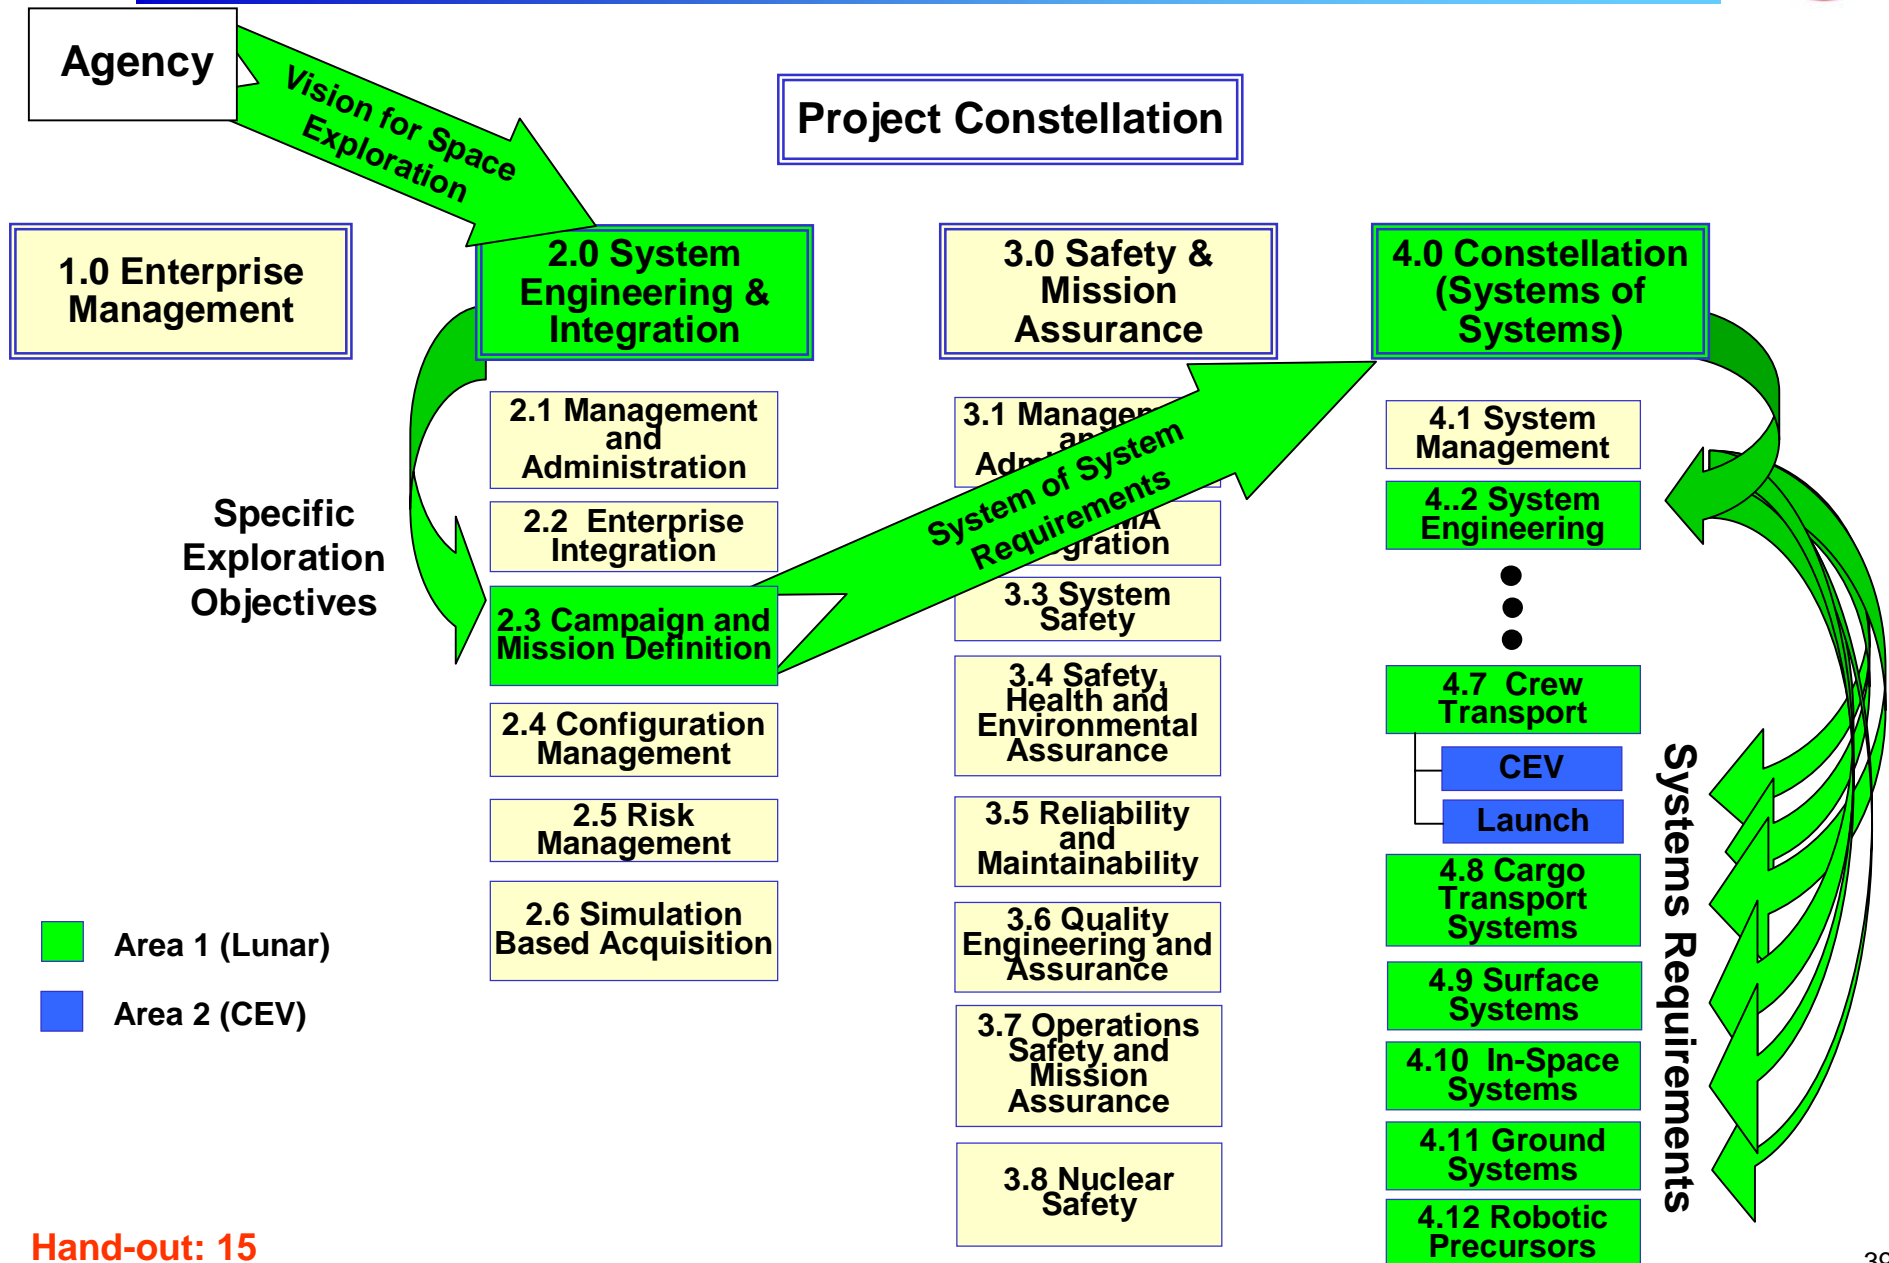 Agency
Vision for Space
Exploration
Project Constellation
1.0 Enterprise
Management
2.0 System
Engineering &
Integration
3.0 Safety &
Mission
Assurance
4.0 Constellation
(Systems of
Systems)
Specific
Exploration
Objectives
2.1 Management
and
Administration
2.2 Enterprise
Integration
2.3 Campaign and
Mission Definition
2.4 Configuration
Management
2.5 Risk
Management
2.6 Simulation
Based Acquisition
System of System
Requirements
3.1
3.3 System
Safety
3.4 Safety,
Health and
Environmental
Assurance
3.5 Reliability
and
Maintainability
3.6 Quality
Engineering and
Assurance
3.7 Operations
Safety and
Mission
Assurance
3.8 Nuclear
Safety
4.1 System
Management
4..2 System
Engineering
4.7 Crew
Transport
CEV
Launch
4.8 Cargo
Transport
Systems
4.9 Surface
Systems
4.10 In-Space
Systems
4.11 Ground
Systems
4.12 Robotic
Precursors
Systems Requirements
Area 1 (Lunar)
Area 2 (CEV)
Hand-out: 15
39